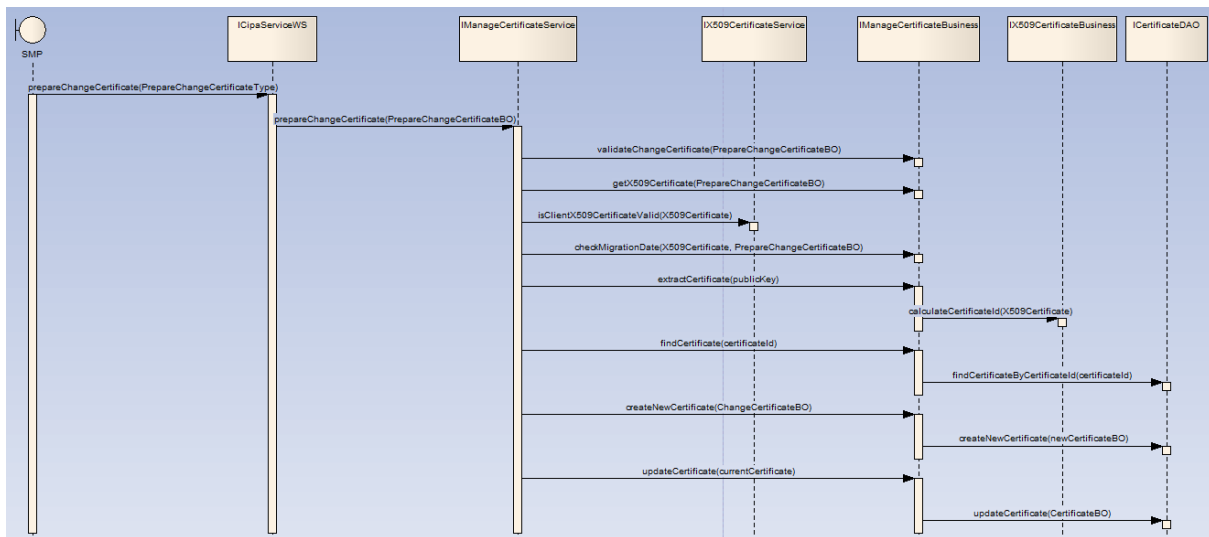 ICipaServiceWS
IManageCertificateService
IX509CertificateService
IManageCertificateBusiness
IX509CertificateBusiness
ICertificateDAO
SMP
prepareChangeCertificate(PrepareChangeCertificateType)
prepareChangeCertificate(PrepareChangeCertificateBO)
validateChangeCertificate(PrepareChangeCertificateBO)
getX509Certificate(PrepareChangeCertificateBO)
isClientX509CertificateValid(X509Certificate)
checkMigrationDate(X509Certificate, PrepareChangeCertificateBO)
extractCertificate(publicKey)
calculateCertificateId(X509Certificate)
findCertificate(certificateId)
findCertificateByCertificateId(certificateId)
createNewCertificate(ChangeCertificateBO)
createNewCertificate(newCertificateBO)
updateCertificate(currentCertificate)
updateCertificate(CertificateBO)